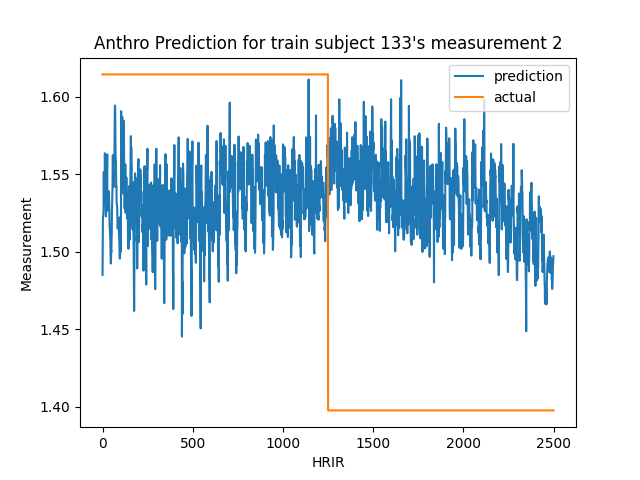 Anthro Prediction for train subject 133's measurement 2
prediction
actual
1.60
1.55
1.50
1.45
1.40
Measurement
0
500
1000
1500
2000
2500
HRIR